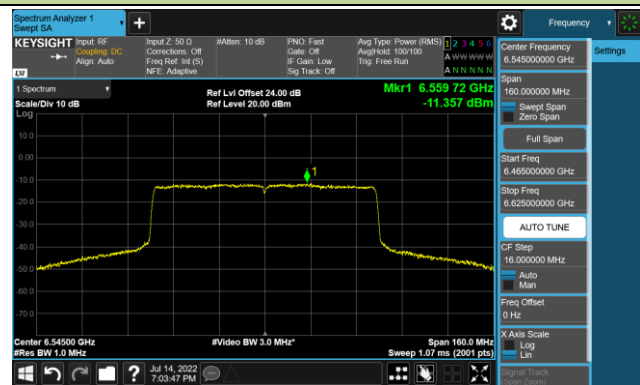 Spectrum Analyzer 1
Swept SA
Frequency
KEYSIGHT
Input: RF
Coupling: DC
Align: Auto
Input Z: 50 Ω
Corrections: Off
Freq Ref: Int (S)
NFE: Adaptive
#Atten: 10 dB
PNO: Fast
Gate: Off
IF Gain: Low
Sig Track: Off
Avg Type: Power (RMS)
Avg|Hold: 100/100
Trig: Free Run
1 2 3 4 5 6
A W W W W W
A N N N N N
LXI
1 Spectrum
Scale/Div 10 dB
Ref Lvl Offset 24.00 dB
Ref Level 20.00 dBm
Mkr1 6.559 72 GHz
-11.357 dBm
Log
10.0
0.00
-10.0
-20.0
-30.0
-40.0
-50.0
-60.0
-70.0
1
Center 6.54500 GHz
#Res BW 1.0 MHz
#Video BW 3.0 MHz*
Span 160.0 MHz
Sweep 1.07 ms (2001 pts)
Center Frequency
6.545000000 GHz
Settings
Span
160.000000 MHz
Swept Span
Zero Span
Full Span
Start Freq
6.465000000 GHz
Stop Freq
6.625000000 GHz
AUTO TUNE
CF Step
16.000000 MHz
Auto
Man
Freq Offset
0 Hz
X Axis Scale
Log
Lin
Signal Track
(Span Zoom)
Jul 14, 2022
7:03:47 PM